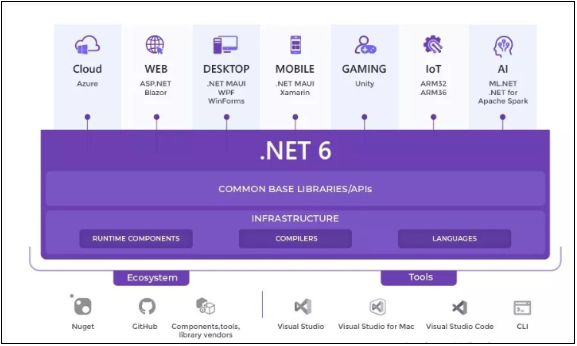 Cloud
Azure
WEB
ASP.NET
Blazor
DESKTOP
.NET MAUI
WPF
WinForms
MOBILE
.NET MAUI
Xamarin
GAMING
Unity
IoT
ARM32
ARM36
AI
ML.NET
.NET for
Apache Spark
.NET 6
COMMON BASE LIBRARIES/APIs
INFRASTRUCTURE
RUNTIME COMPONENTS
COMPILERS
LANGUAGES
Ecosystem
Tools
Nuget
GitHub
Components,tools,
library vendors
Visual Studio
Visual Studio for Mac
Visual Studio Code
CLI